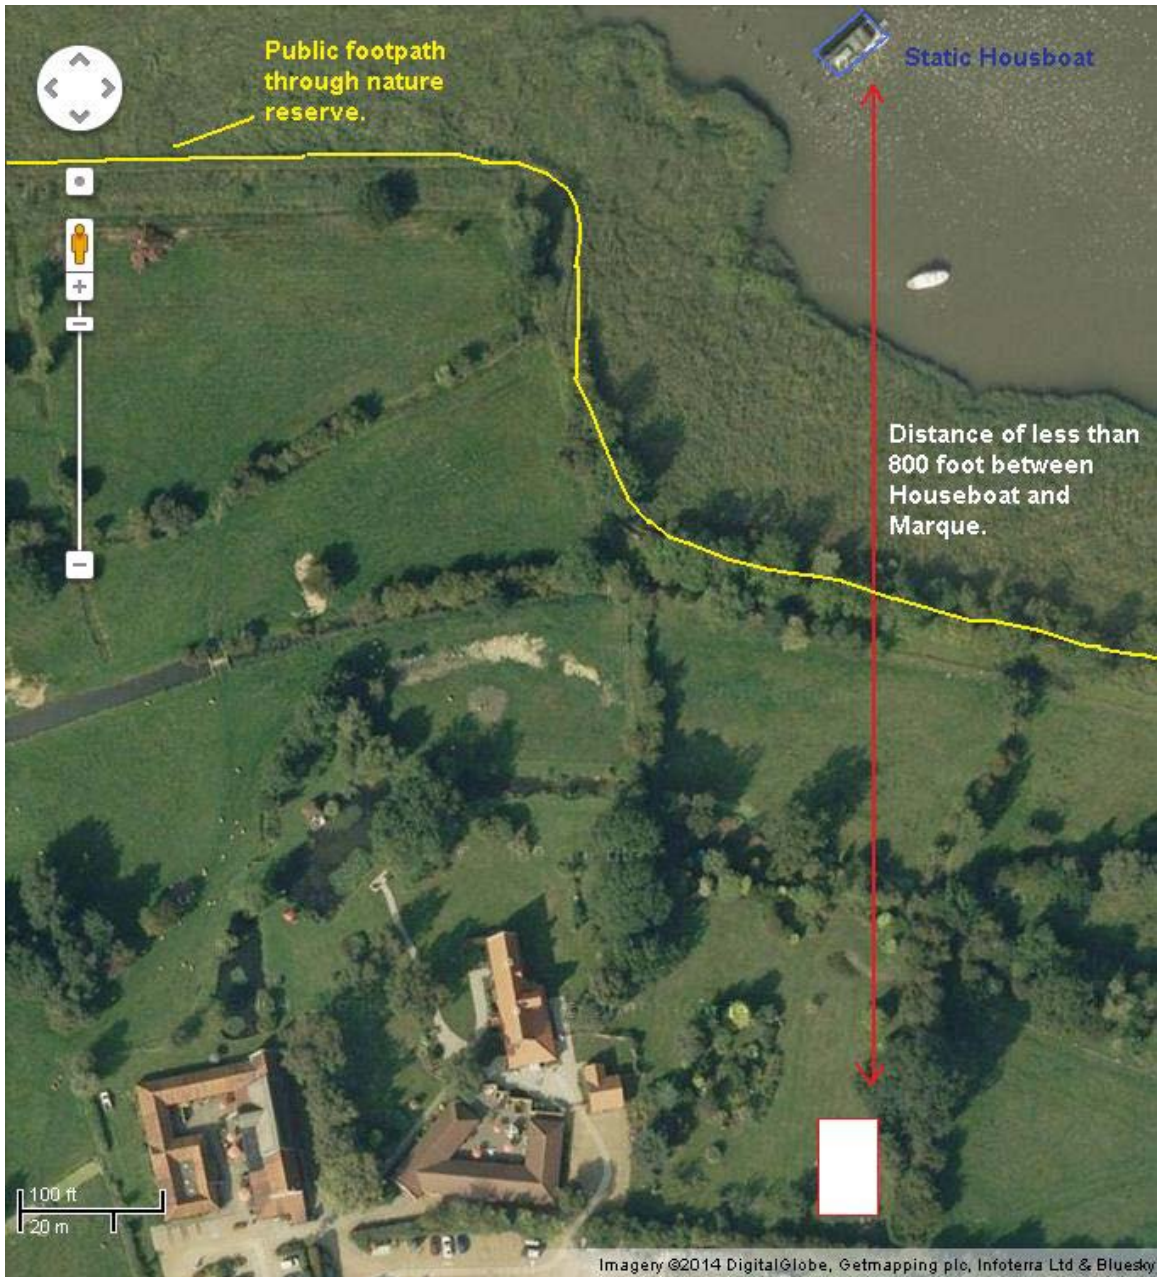 Public footpath
through nature
reserve.
Static Housboat
Distance of less than
800 foot between
Houseboat and
Marque.
100 ft
20 m
Imagery ©2014 DigitalGlobe, Getmapping plc, Infoterra Ltd & Bluesky